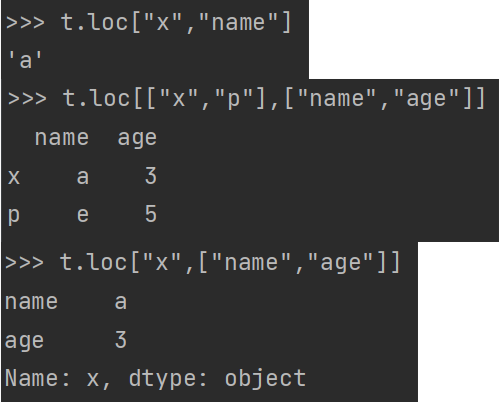 >>> t.loc["x","name"]
'a'
>>> t.loc[["x","p"],["name","age"]]
  name  age
x    a    3
p    e    5
>>> t.loc["x",["name","age"]]
name    a
age     3
Name: x, dtype: object